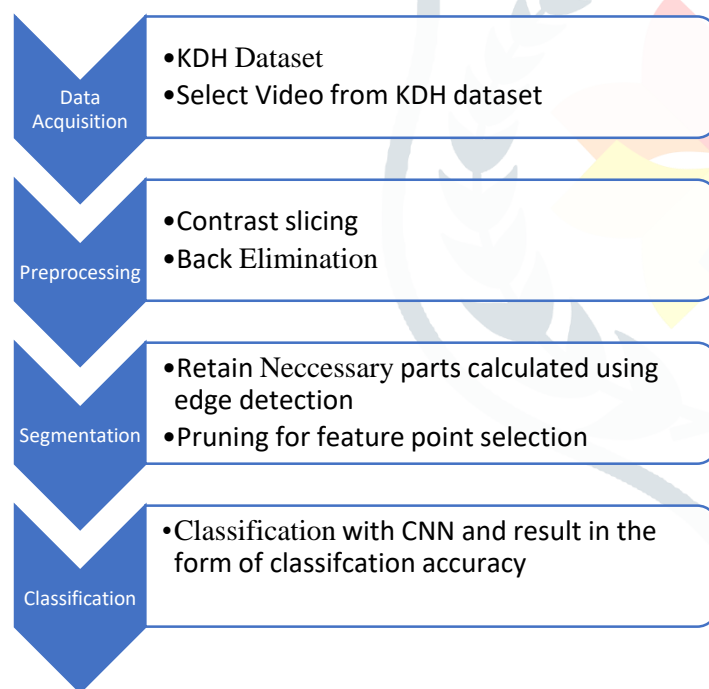 Data
Acquisition
•KDH Dataset
•Select Video from KDH dataset
Preprocessing
•Contrast slicing
•Back Elimination
Segmentation
•Retain Neccessary parts calculated using
edge detection
•Pruning for feature point selection
Classification
•Classification with CNN and result in the
form of classifcation accuracy